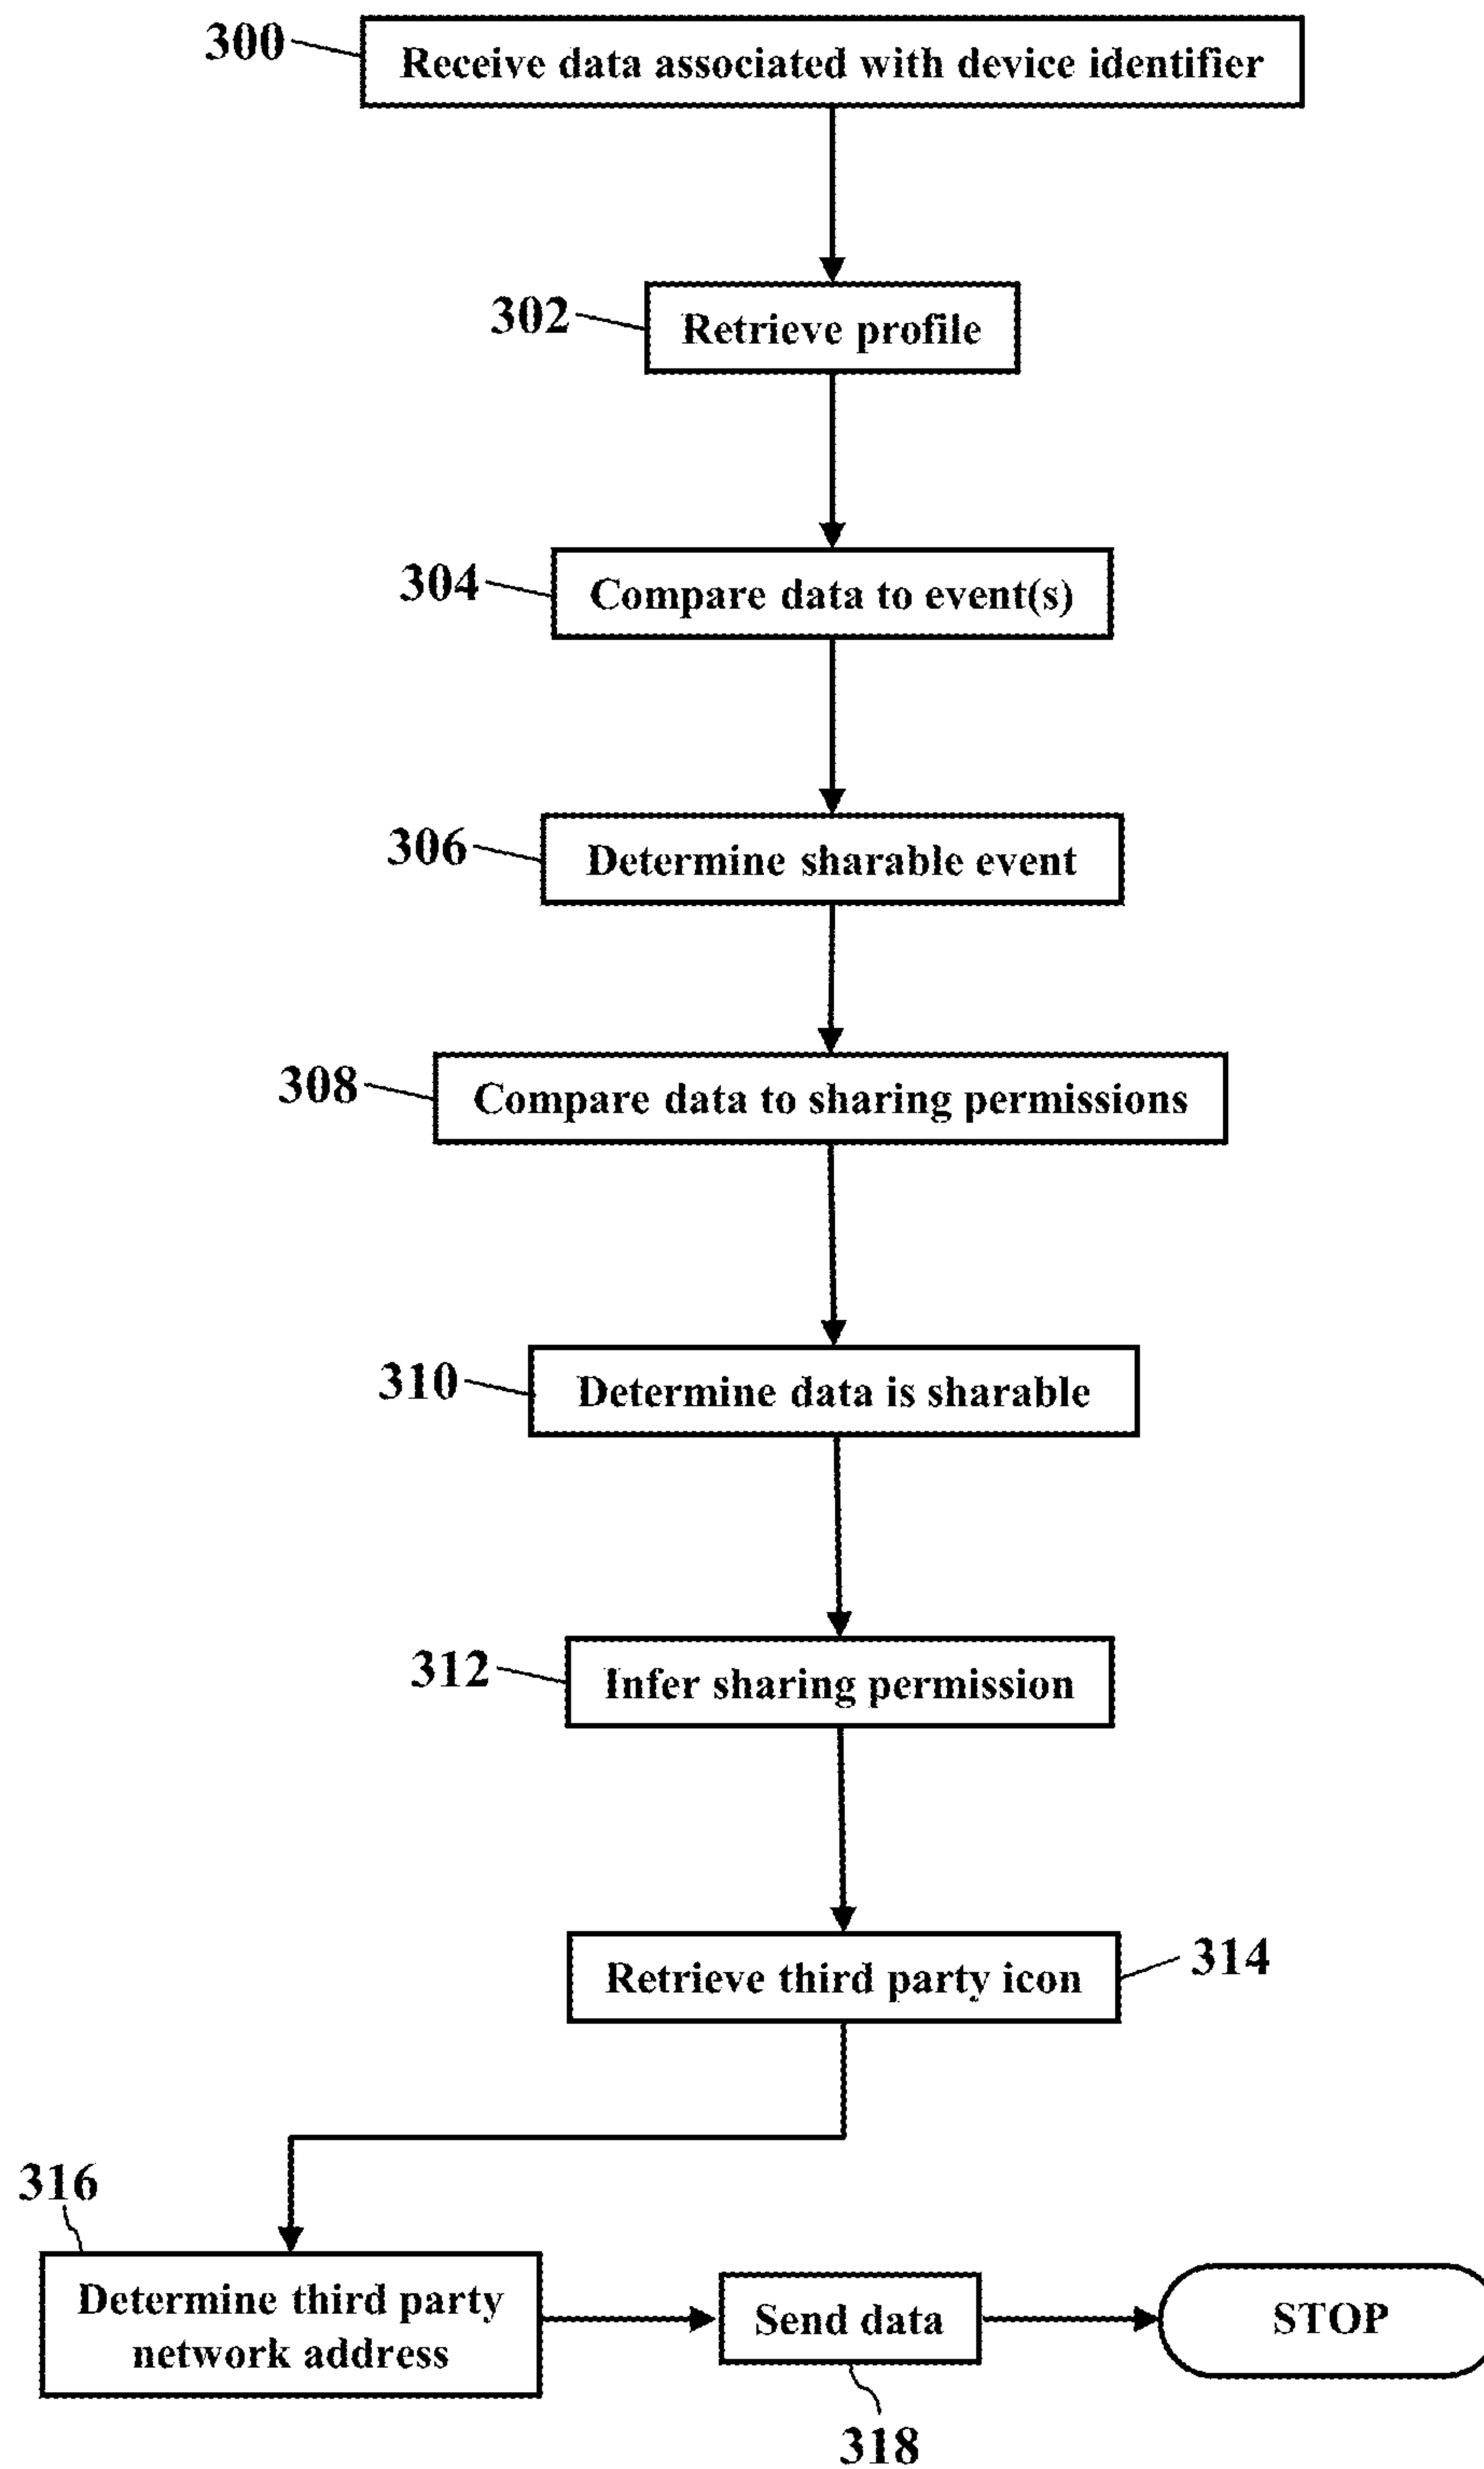 300
Receive data associated with device identifier
302
Retrieve profile
304
Compare data to event(s)
306
Determine sharable event
308
Compare data to sharing permissions
310
Determine data is sharable
312
Infer sharing permission
Retrieve third party icon
314
316
Determine third party
network address
Send data
STOP
318